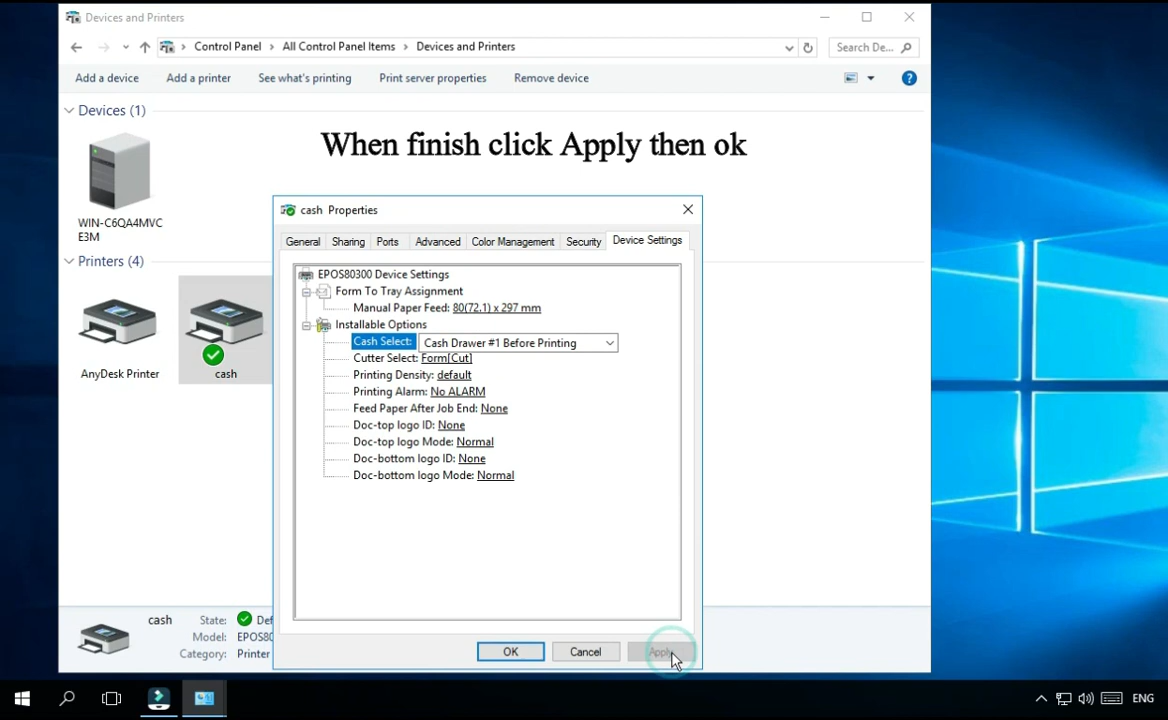 Devices and Printers
Control Panel > All Control Panel Items > Devices and Printers
Search De...
Add a device
Add a printer
See what's printing
Print server properties
Remove device
?
Devices (1)
When finish click Apply then ok
WIN-C6QA4MVC
E3M
Printers (4)
AnyDesk Printer
cash
cash Properties
General
Sharing
Ports
Advanced
Color Management
Security
Device Settings
EPOS80300 Device Settings
Form To Tray Assignment
Manual Paper Feed: 80(72.1) x 297 mm
Installable Options
Cash Select: Cash Drawer #1 Before Printing
Cutter Select: Form[Cut]
Printing Density: default
Printing Alarm: No ALARM
Feed Paper After Job End: None
Doc-top logo ID: None
Doc-top logo Mode: Normal
Doc-bottom logo ID: None
Doc-bottom logo Mode: Normal
OK
Cancel
Apply
cash
State: Def
Model: EPOS80
Category: Printer
ENG